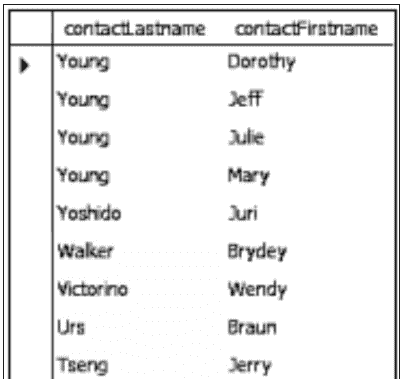 contactLastname contactFirstname
Young Dorothy
Young Jeff
Young Julie
Young Mary
Yoshido Juri
Walker Brydey
Victorino Wendy
Urs Braun
Tseng Jerry